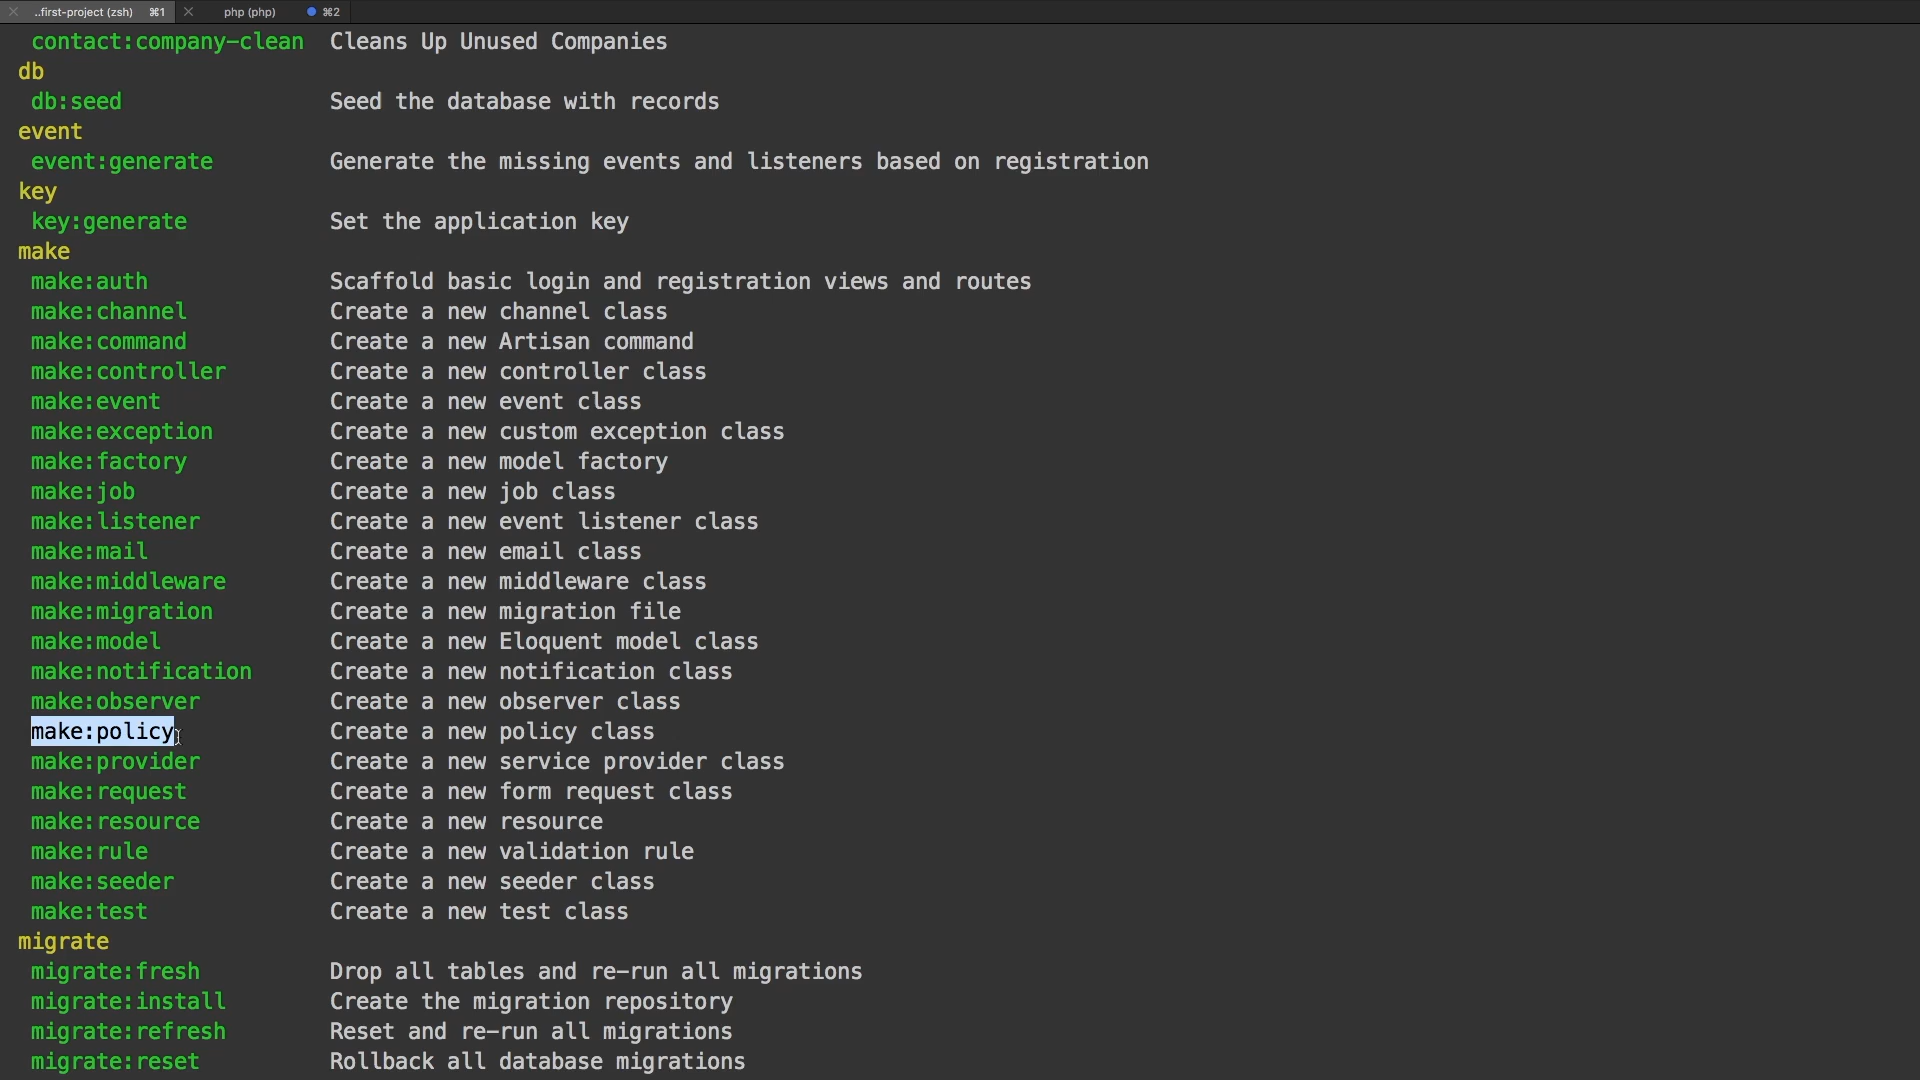 ..first-project (zsh) ⌘1 php (php) ⌘2
contact:company-clean Cleans Up Unused Companies
db
db:seed Seed the database with records
event
event:generate Generate the missing events and listeners based on registration
key
key:generate Set the application key
make
make:auth Scaffold basic login and registration views and routes
make:channel Create a new channel class
make:command Create a new Artisan command
make:controller Create a new controller class
make:event Create a new event class
make:exception Create a new custom exception class
make:factory Create a new model factory
make:job Create a new job class
make:listener Create a new event listener class
make:mail Create a new email class
make:middleware Create a new middleware class
make:migration Create a new migration file
make:model Create a new Eloquent model class
make:notification Create a new notification class
make:observer Create a new observer class
make:policy Create a new policy class
make:provider Create a new service provider class
make:request Create a new form request class
make:resource Create a new resource
make:rule Create a new validation rule
make:seeder Create a new seeder class
make:test Create a new test class
migrate
migrate:fresh Drop all tables and re-run all migrations
migrate:install Create the migration repository
migrate:refresh Reset and re-run all migrations
migrate:reset Rollback all database migrations